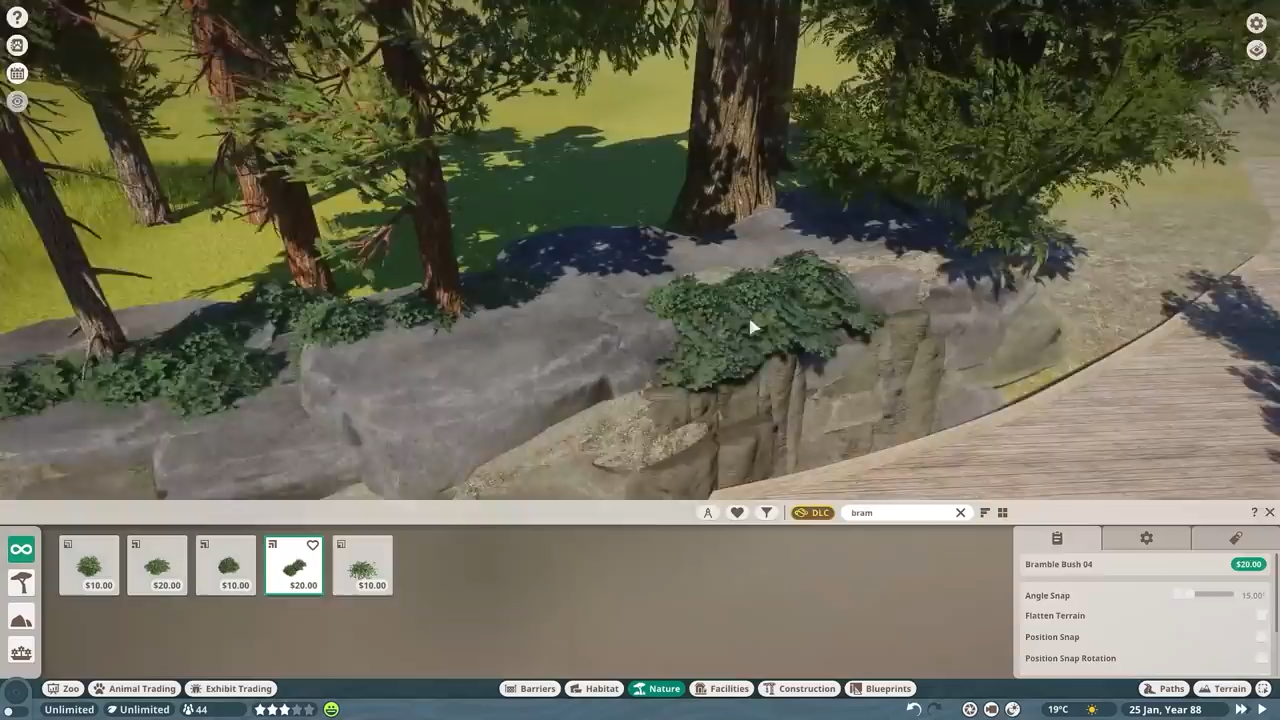 ?
DLC
bram
?
$10.00
$20.00
$10.00
$20.00
$10.00
Bramble Bush 04
$20.00
Angle Snap
15.00°
Flatten Terrain
Position Snap
Position Snap Rotation
Zoo
Animal Trading
Exhibit Trading
Barriers
Habitat
Nature
Facilities
Construction
Blueprints
Paths
Terrain
Unlimited
Unlimited
44
19°C
25 Jan, Year 88